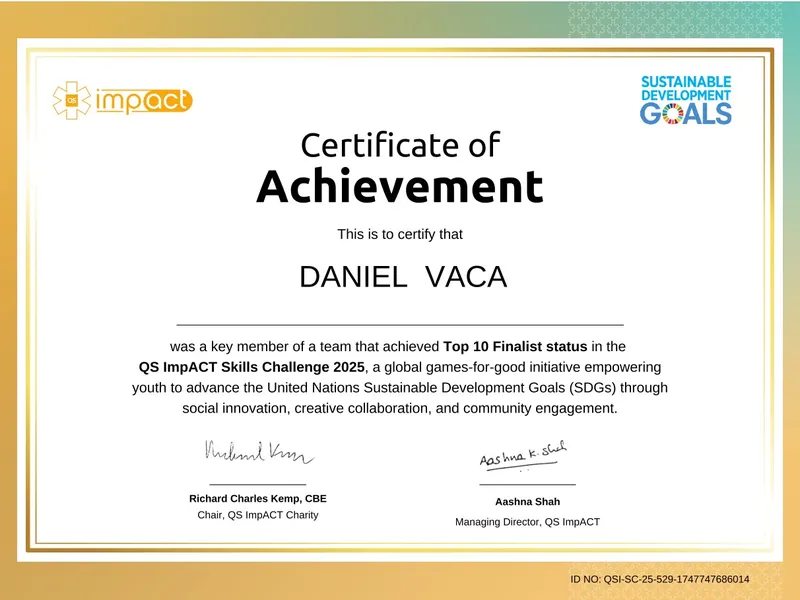 QS impact
SUSTAINABLE
DEVELOPMENT
GOALS
Certificate of
Achievement
This is to certify that
DANIEL VACA
was a key member of a team that achieved Top 10 Finalist status in the
QS ImpACT Skills Challenge 2025, a global games-for-good initiative empowering
youth to advance the United Nations Sustainable Development Goals (SDGs) through
social innovation, creative collaboration, and community engagement.
Aashna K. Shah
Richard Charles Kemp, CBE
Chair, QS ImpACT Charity
Aashna Shah
Managing Director, QS ImpACT
ID NO: QSI-SC-25-529-1747747686014